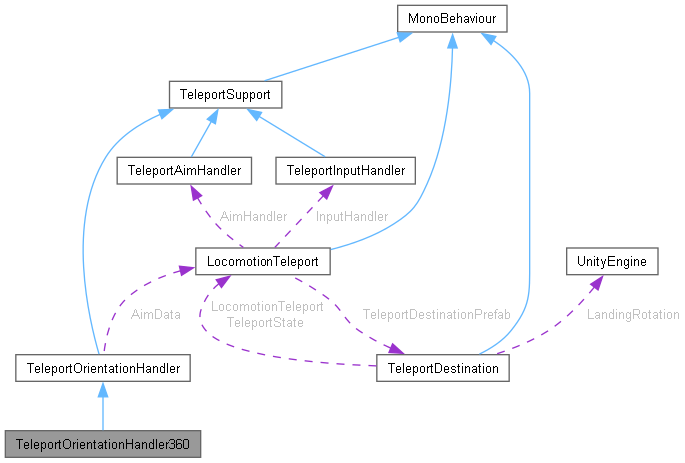 MonoBehaviour
TeleportSupport
TeleportAimHandler
TeleportInputHandler
AimHandler
InputHandler
LocomotionTeleport
UnityEngine
AimData
LocomotionTeleport
TeleportState
TeleportDestinationPrefab
LandingRotation
TeleportOrientationHandler
TeleportDestination
TeleportOrientationHandler360